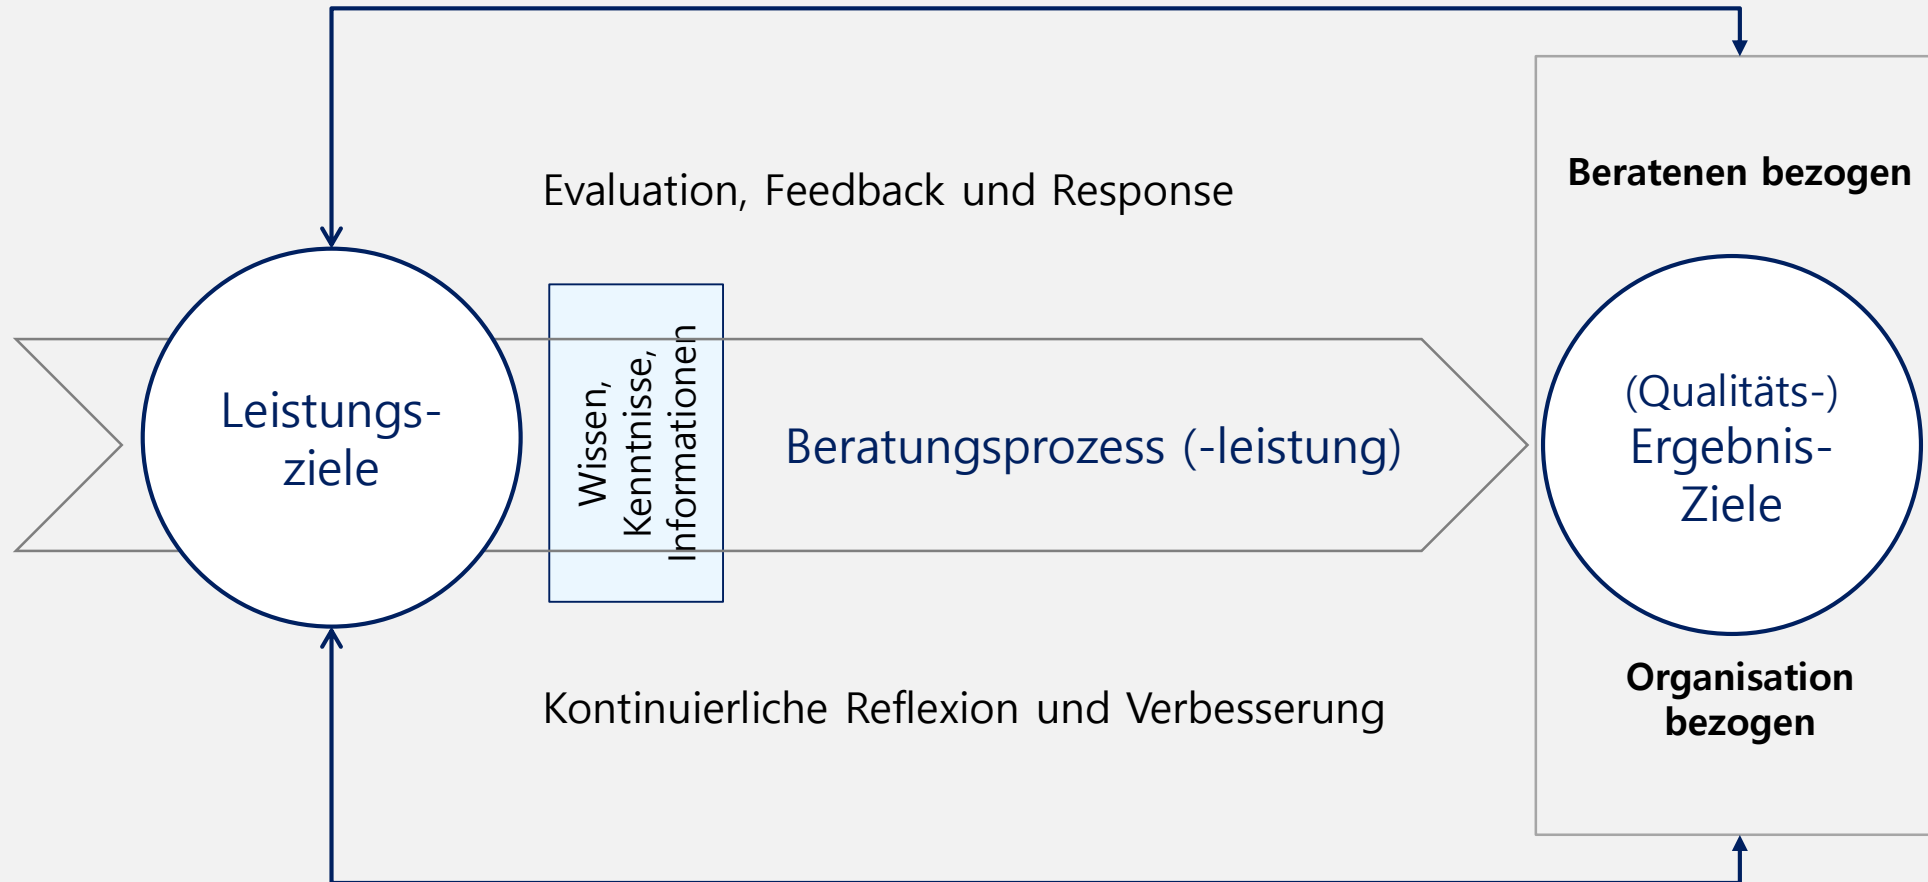 Evaluation, Feedback und Response
Beratenen bezogen
Leistungs-
ziele
Wissen,
Kenntnisse,
Informationen
Beratungsprozess (-leistung)
(Qualitäts-)
Ergebnis-
Ziele
Kontinuierliche Reflexion und Verbesserung
Organisation
bezogen